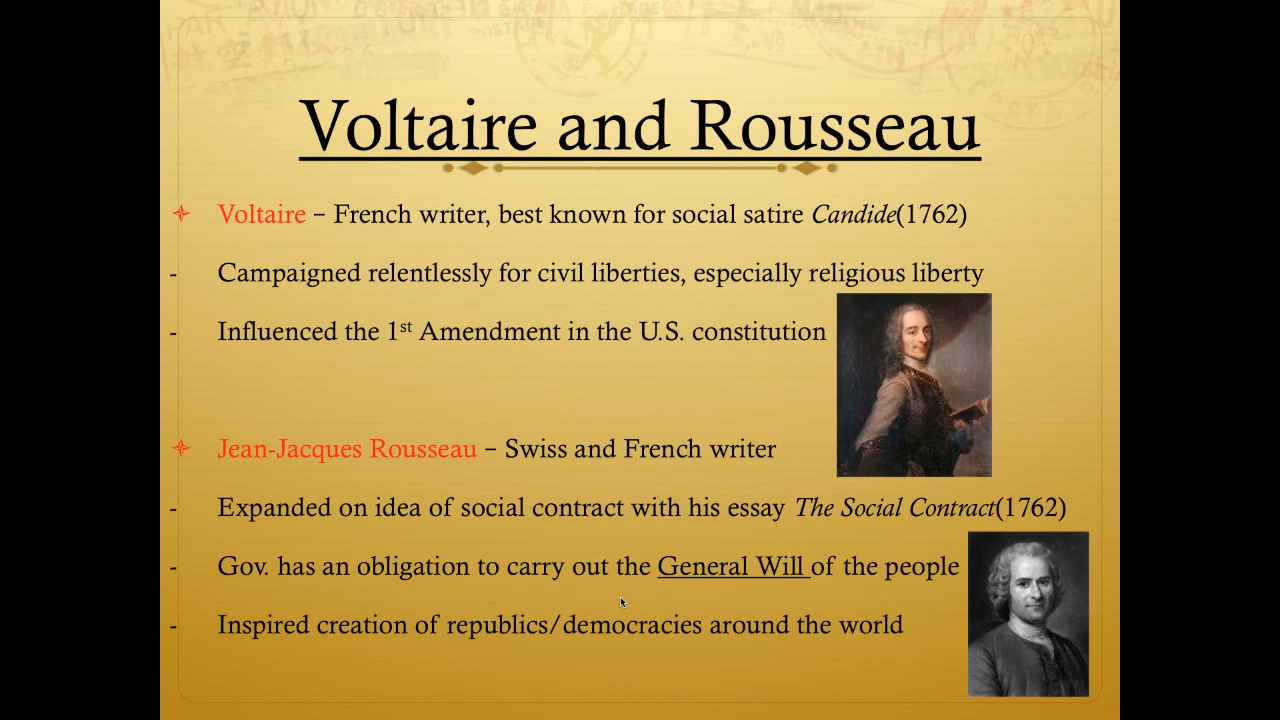 Voltaire and Rousseau
Voltaire – French writer, best known for social satire Candide(1762)
- Campaigned relentlessly for civil liberties, especially religious liberty
- Influenced the 1st Amendment in the U.S. constitution
Jean-Jacques Rousseau – Swiss and French writer
- Expanded on idea of social contract with his essay The Social Contract(1762)
- Gov. has an obligation to carry out the General Will of the people
- Inspired creation of republics/democracies around the world